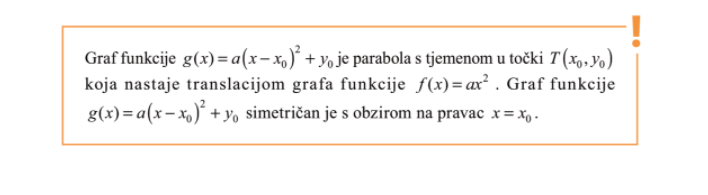 Graf funkcije g(x) = a(x − x₀)² + y₀ je parabola s tjemenom u točki T(x₀, y₀)
koja nastaje translacijom grafa funkcije f(x) = ax² . Graf funkcije
g(x) = a(x − x₀)² + y₀ simetričan je s obzirom na pravac x = x₀.
!